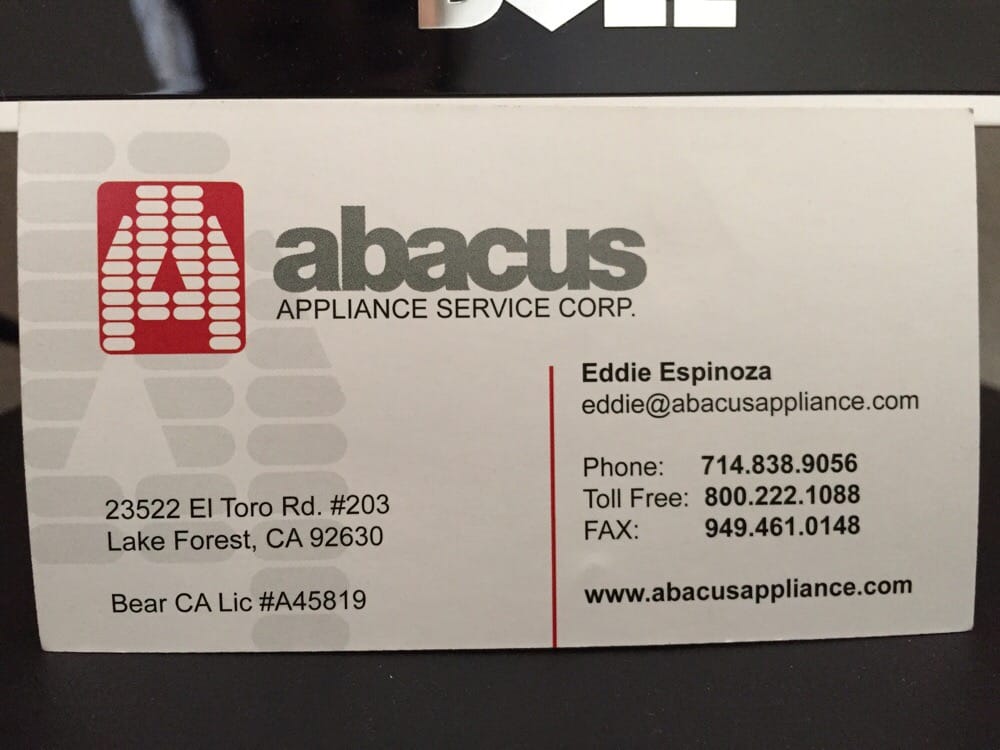 abacus
APPLIANCE SERVICE CORP.
Eddie Espinoza
eddie@abacusappliance.com
Phone: 714.838.9056
Toll Free: 800.222.1088
FAX: 949.461.0148
www.abacusappliance.com
23522 El Toro Rd. #203
Lake Forest, CA 92630
Bear CA Lic #A45819